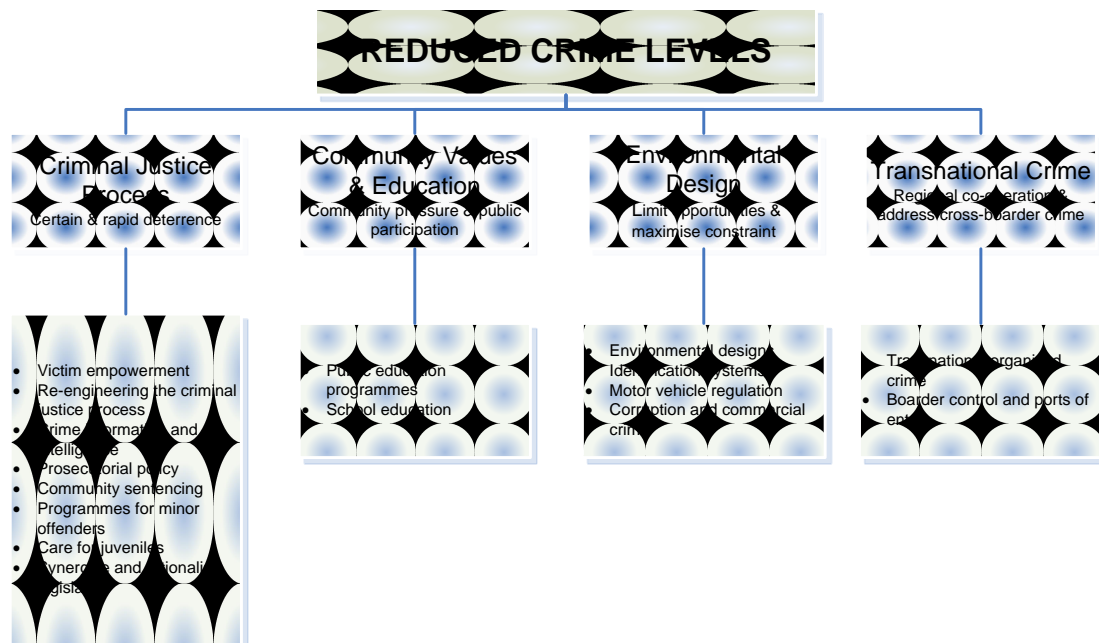 REDUCED CRIME LEVELS
Criminal Justice
Process
Certain & rapid deterrence
Community Values
& Education
Community pressure & public
participation
Environmental
Design
Limit opportunities &
maximise constraint
Transnational Crime
Regional co-operation &
address cross-boarder crime
• Victim empowerment
• Re-engineering the criminal
justice process
• Crime information and
intelligence
• Prosecutorial policy
• Community sentencing
• Programmes for minor
offenders
• Care for juveniles
• and
• Public education
programmes
• School education
• Environmental designs
Identification systems
• Motor vehicle regulation
• Corruption and commercial
crime
• Transnational organised
crime
• Boarder control and ports of
entry